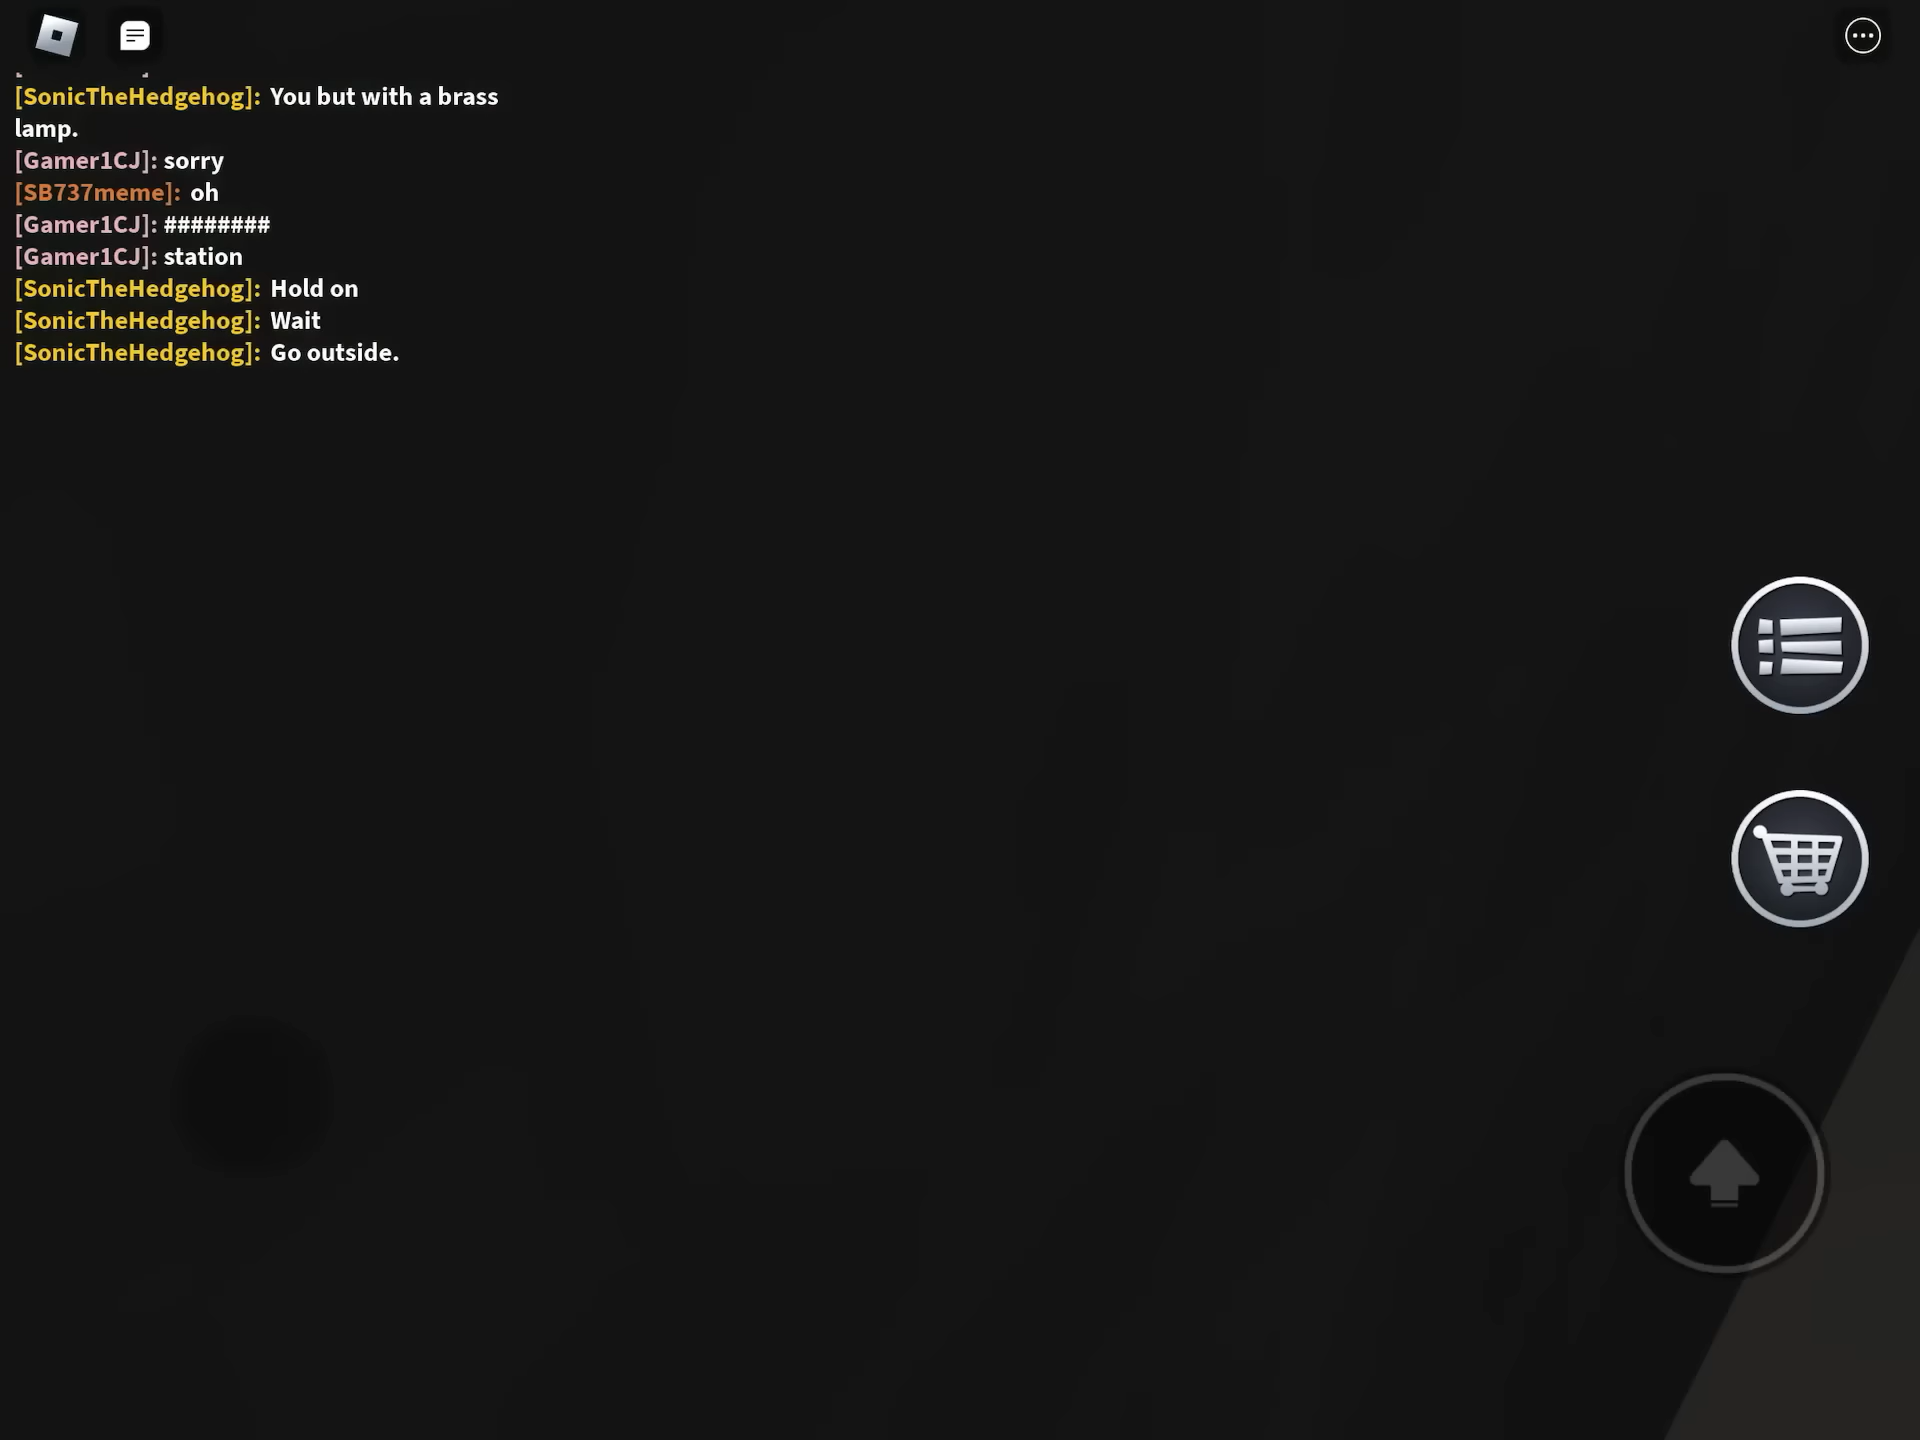 [SonicTheHedgehog]: You but with a brass
lamp.
[Gamer1CJ]: sorry
[SB737meme]: oh
[Gamer1CJ]: ########
[Gamer1CJ]: station
[SonicTheHedgehog]: Hold on
[SonicTheHedgehog]: Wait
[SonicTheHedgehog]: Go outside.